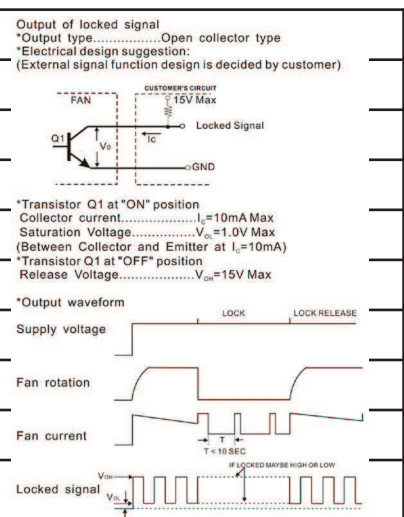 Output of locked signal
*Output type.................Open collector type
*Electrical design suggestion:
(External signal function design is decided by customer)
CUSTOMER'S CIRCUIT
FAN
15V Max
Locked Signal
Q1
Vo
Ic
GND
*Transistor Q1 at "ON" position
Collector current.................Ic=10mA Max
Saturation Voltage.................VOL=1.0V Max
(Between Collector and Emitter at Ic=10mA)
*Transistor Q1 at "OFF" position
Release Voltage.................VOH=15V Max
*Output waveform
LOCK
LOCK RELEASE
Supply voltage
Fan rotation
Fan current
T
T < 10 SEC
IF LOCKED MAYBE HIGH OR LOW
VOH
Locked signal
VOL